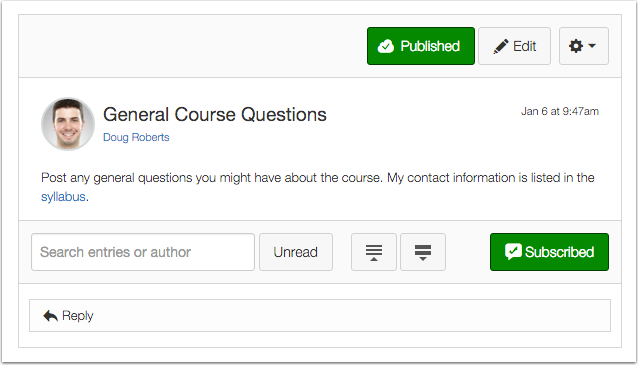 Published
Edit
General Course Questions
Jan 6 at 9:47am
Doug Roberts
Post any general questions you might have about the course. My contact information is listed in the
syllabus.
Search entries or author
Unread
Subscribed
Reply